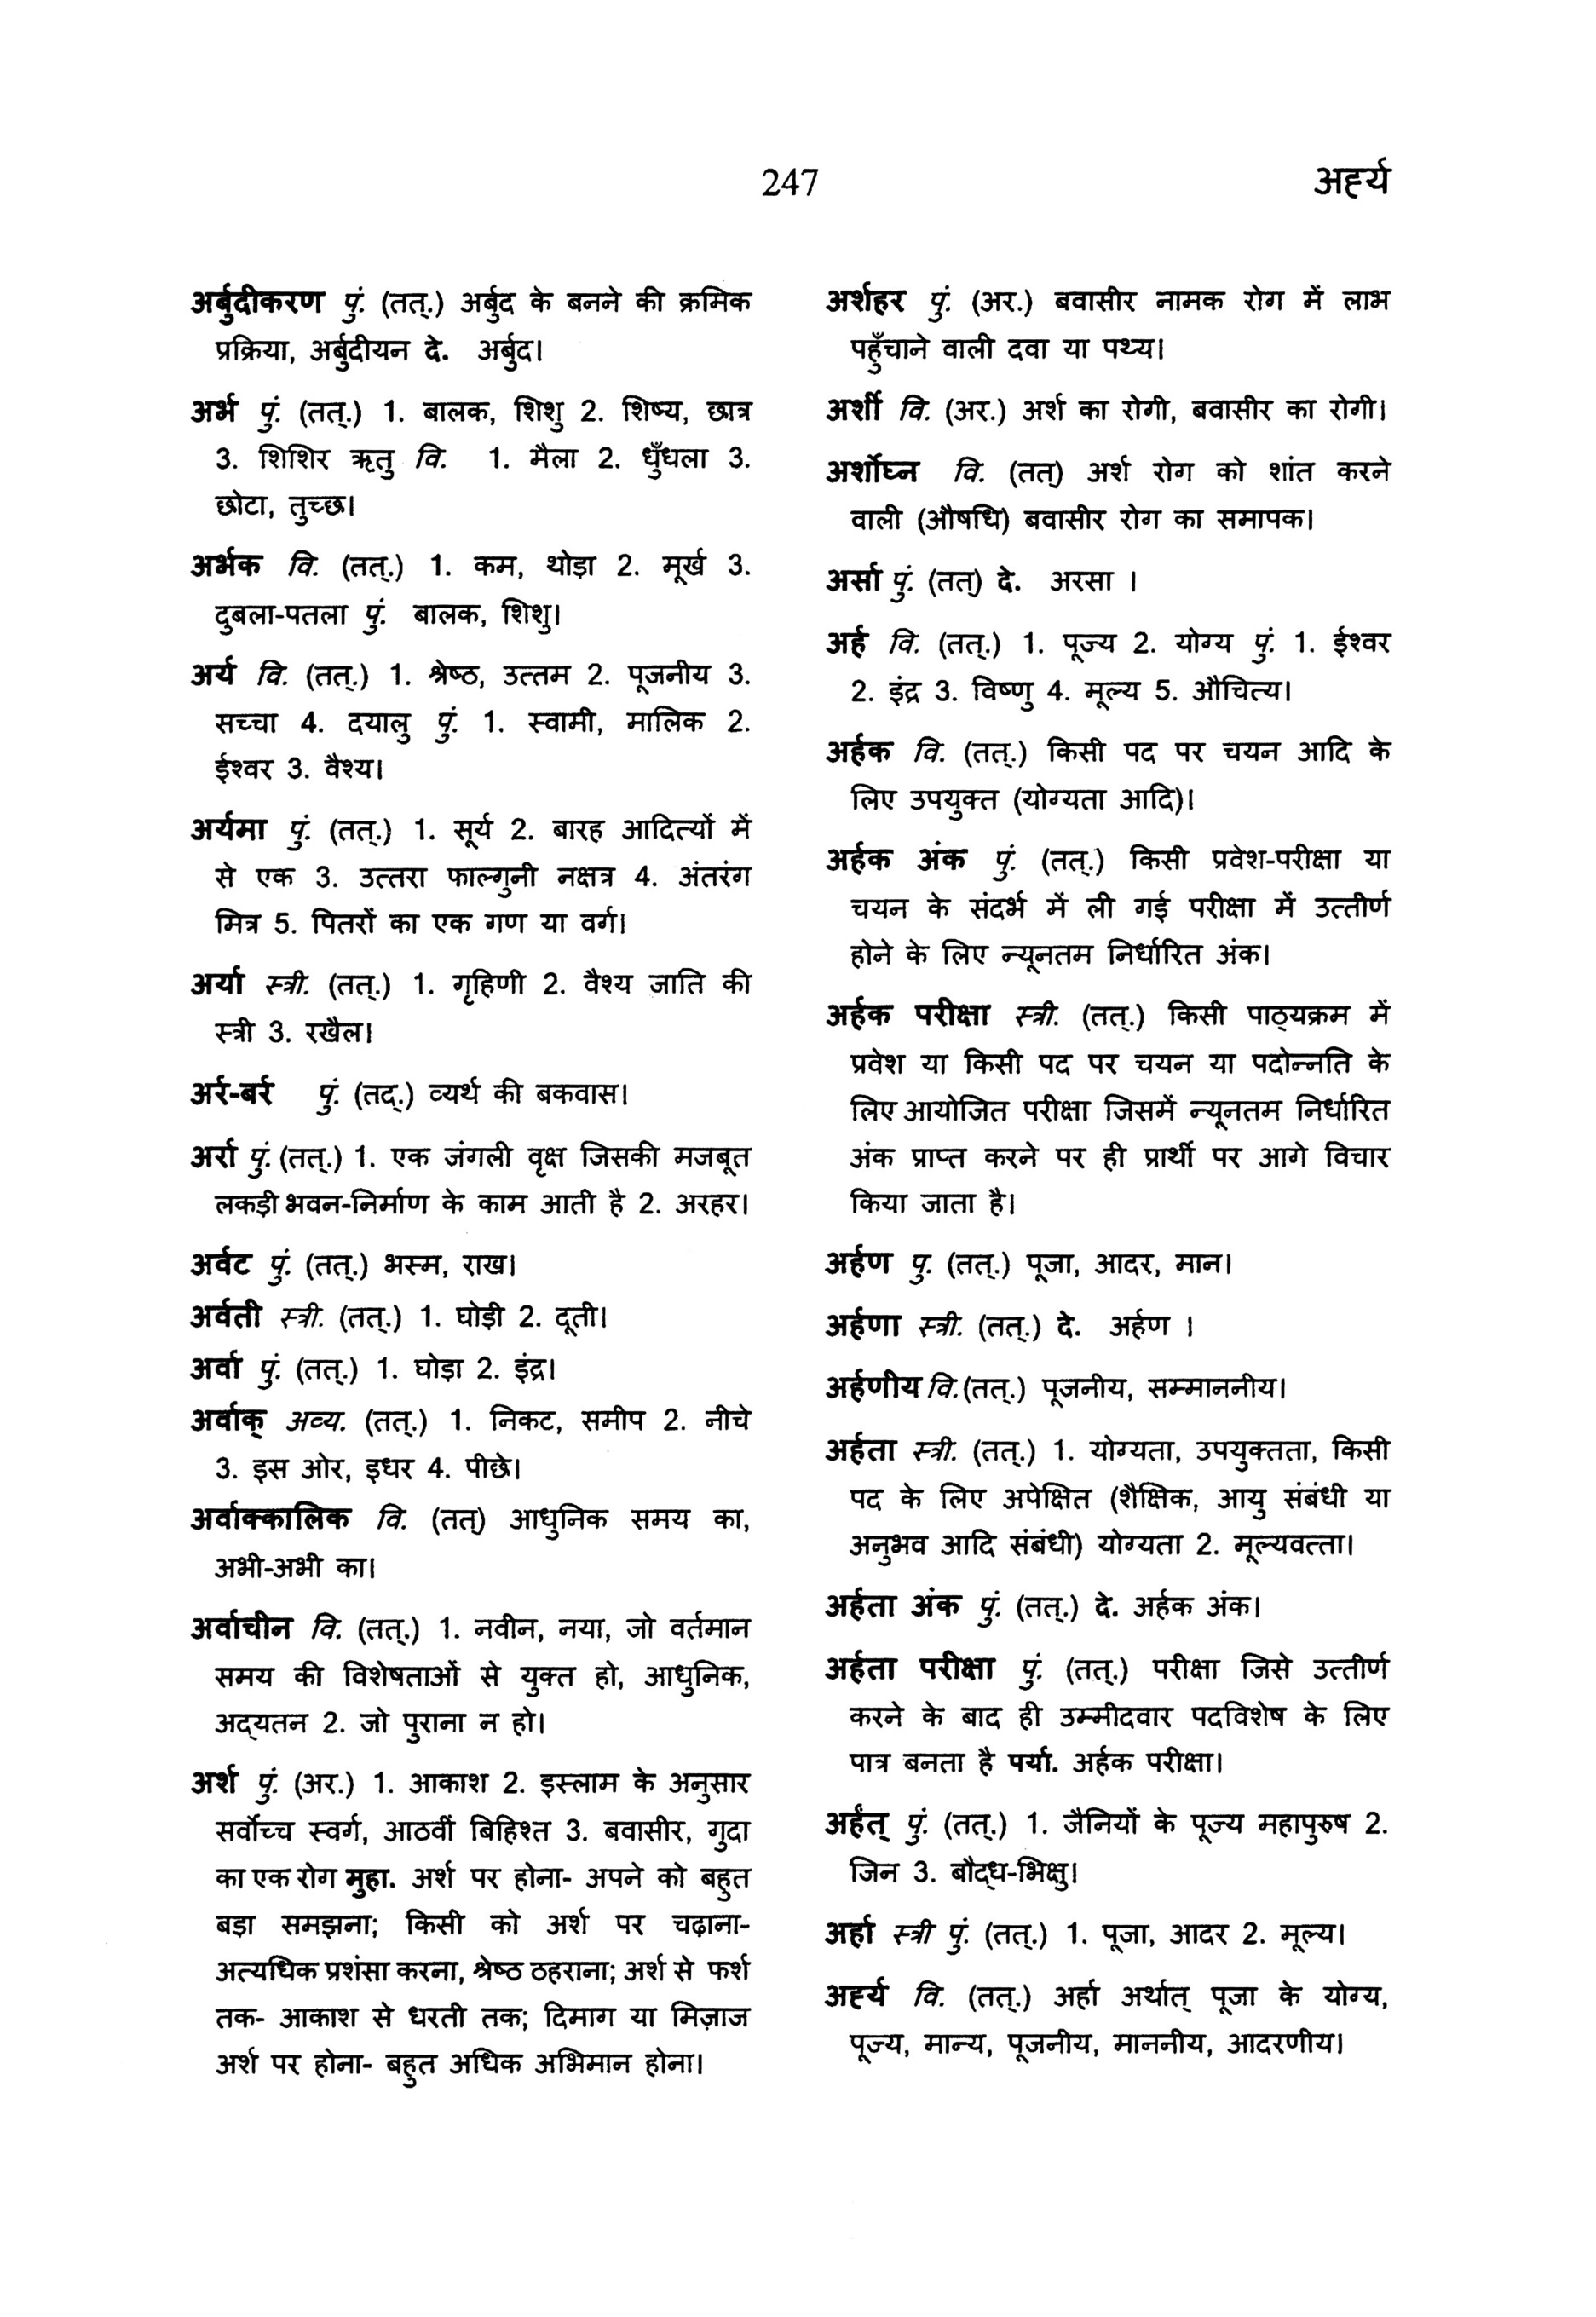 247
अर्ह्य
अर्बुदीकरण पुं. (तत्.) अर्बुद के बनने की क्रमिक
प्रक्रिया, अर्बुदीयन दे. अर्बुद।
अर्भ पुं. (तत्.) 1. बालक, शिशु 2. शिष्य, छात्र
3. शिशिर ऋतु वि. 1. मैला 2. धुँधला 3.
छोटा, तुच्छ।
अर्भक वि. (तत्.) 1. कम, थोड़ा 2. मूर्ख 3.
दुबला-पतला पुं. बालक, शिशु।
अर्य वि. (तत्.) 1. श्रेष्ठ, उत्तम 2. पूजनीय 3.
सच्चा 4. दयालु पुं. 1. स्वामी, मालिक 2.
ईश्वर 3. वैश्य।
अर्यमा पुं. (तत्.) 1. सूर्य 2. बारह आदित्यों में
से एक 3. उत्तरा फाल्गुनी नक्षत्र 4. अंतरंग
मित्र 5. पितरों का एक गण या वर्ग।
अर्या स्त्री. (तत्.) 1. गृहिणी 2. वैश्य जाति की
स्त्री 3. रखैल।
अर्र-बर्र पुं. (तद्.) व्यर्थ की बकवास।
अर्रा पुं. (तत्.) 1. एक जंगली वृक्ष जिसकी मजबूत
लकड़ी भवन-निर्माण के काम आती है 2. अरहर।
अर्वट पुं. (तत्.) भस्म, राख।
अर्वती स्त्री. (तत्.) 1. घोड़ी 2. दूती।
अर्वा पुं. (तत्.) 1. घोड़ा 2. इंद्र।
अर्वाक् अव्य. (तत्.) 1. निकट, समीप 2. नीचे
3. इस ओर, इधर 4. पीछे।
अर्वाक्कालिक वि. (तत्) आधुनिक समय का,
अभी-अभी का।
अर्वाचीन वि. (तत्.) 1. नवीन, नया, जो वर्तमान
समय की विशेषताओं से युक्त हो, आधुनिक,
अद्यतन 2. जो पुराना न हो।
अर्श पुं. (अर.) 1. आकाश 2. इस्लाम के अनुसार
सर्वोच्च स्वर्ग, आठवीं बिहिश्त 3. बवासीर, गुदा
का एक रोग मुहा. अर्श पर होना- अपने को बहुत
बड़ा समझना; किसी को अर्श पर चढ़ाना-
अत्यधिक प्रशंसा करना, श्रेष्ठ ठहराना; अर्श से फर्श
तक- आकाश से धरती तक; दिमाग या मिज़ाज
अर्श पर होना- बहुत अधिक अभिमान होना।
अर्शहर पुं. (अर.) बवासीर नामक रोग में लाभ
पहुँचाने वाली दवा या पथ्य।
अर्शी वि. (अर.) अर्श का रोगी, बवासीर का रोगी।
अर्शोघ्न वि. (तत्) अर्श रोग को शांत करने
वाली (औषधि) बवासीर रोग का समापक।
अर्सा पुं. (तत्) दे. अरसा ।
अर्ह वि. (तत्.) 1. पूज्य 2. योग्य पुं. 1. ईश्वर
2. इंद्र 3. विष्णु 4. मूल्य 5. औचित्य।
अर्हक वि. (तत्.) किसी पद पर चयन आदि के
लिए उपयुक्त (योग्यता आदि)।
अर्हक अंक पुं. (तत्.) किसी प्रवेश-परीक्षा या
चयन के संदर्भ में ली गई परीक्षा में उत्तीर्ण
होने के लिए न्यूनतम निर्धारित अंक।
अर्हक परीक्षा स्त्री. (तत्.) किसी पाठ्यक्रम में
प्रवेश या किसी पद पर चयन या पदोन्नति के
लिए आयोजित परीक्षा जिसमें न्यूनतम निर्धारित
अंक प्राप्त करने पर ही प्रार्थी पर आगे विचार
किया जाता है।
अर्हण पु. (तत्.) पूजा, आदर, मान।
अर्हणा स्त्री. (तत्.) दे. अर्हण ।
अर्हणीय वि.(तत्.) पूजनीय, सम्माननीय।
अर्हता स्त्री. (तत्.) 1. योग्यता, उपयुक्तता, किसी
पद के लिए अपेक्षित (शैक्षिक, आयु संबंधी या
अनुभव आदि संबंधी) योग्यता 2. मूल्यवत्ता।
अर्हता अंक पुं. (तत्.) दे. अर्हक अंक।
अर्हता परीक्षा पुं. (तत्.) परीक्षा जिसे उत्तीर्ण
करने के बाद ही उम्मीदवार पदविशेष के लिए
पात्र बनता है पर्या. अर्हक परीक्षा।
अर्हंत् पुं. (तत्.) 1. जैनियों के पूज्य महापुरुष 2.
जिन 3. बौद्ध-भिक्षु।
अर्हा स्त्री पुं. (तत्.) 1. पूजा, आदर 2. मूल्य।
अर्ह्य वि. (तत्.) अर्हा अर्थात् पूजा के योग्य,
पूज्य, मान्य, पूजनीय, माननीय, आदरणीय।